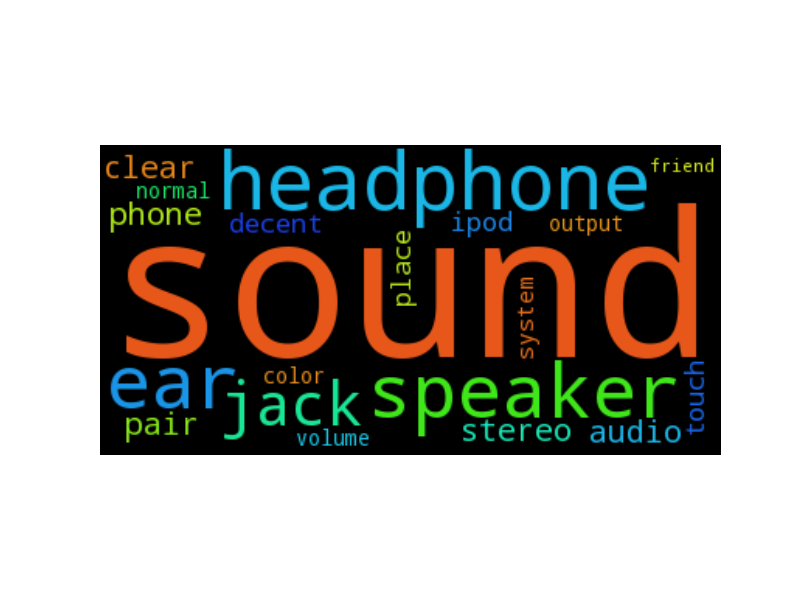 clear
headphone
friend
normal
phone
decent
ipod
output
place
sound
system
ear
color
jack
speaker
touch
pair
volume
stereo
audio